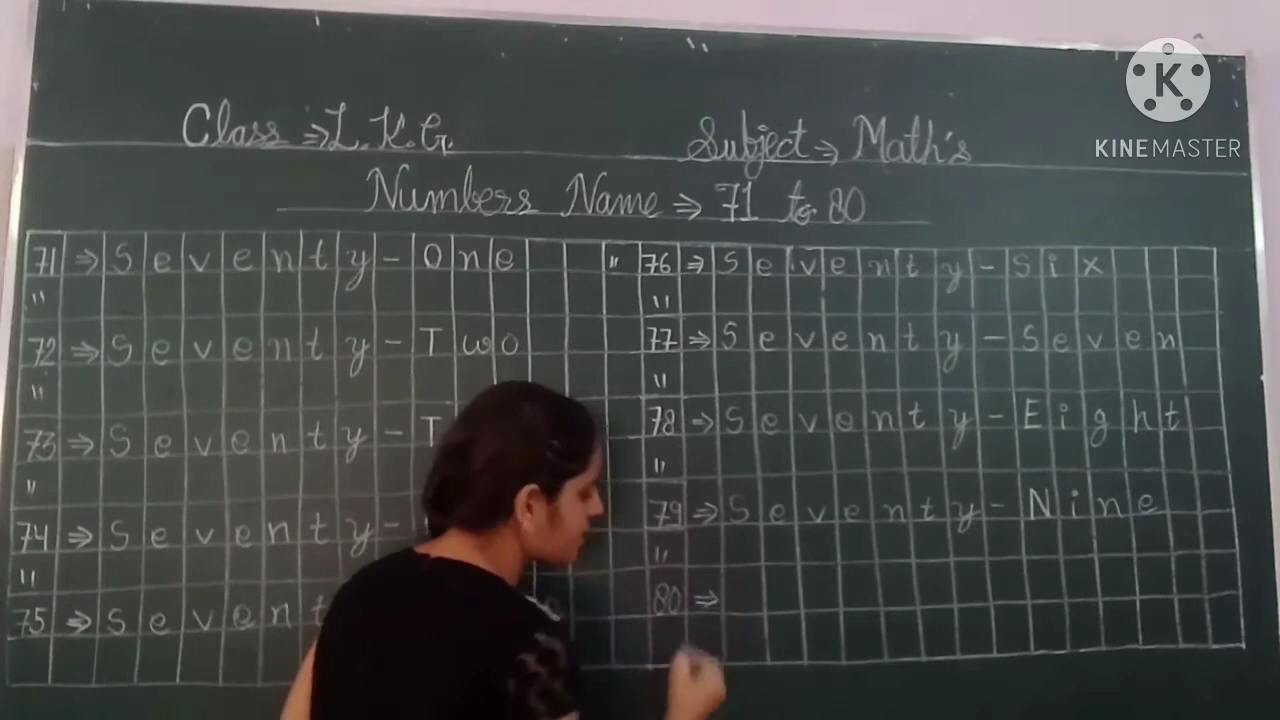 Class ⇒ L.K.G.
Subject ⇒ Math's
Numbers Name ⇒ 71 to 80
71 ⇒ Seventy-One
"
72 ⇒ Seventy-Two
"
73 ⇒ Seventy-T
"
74 ⇒ Seventy-
"
75 ⇒ Sevent
" 76 ⇒ Seventy-Six
"
77 ⇒ Seventy-Seven
"
78 ⇒ Seventy-Eight
"
79 ⇒ Seventy-Nine
"
80 ⇒
K
KINEMASTER